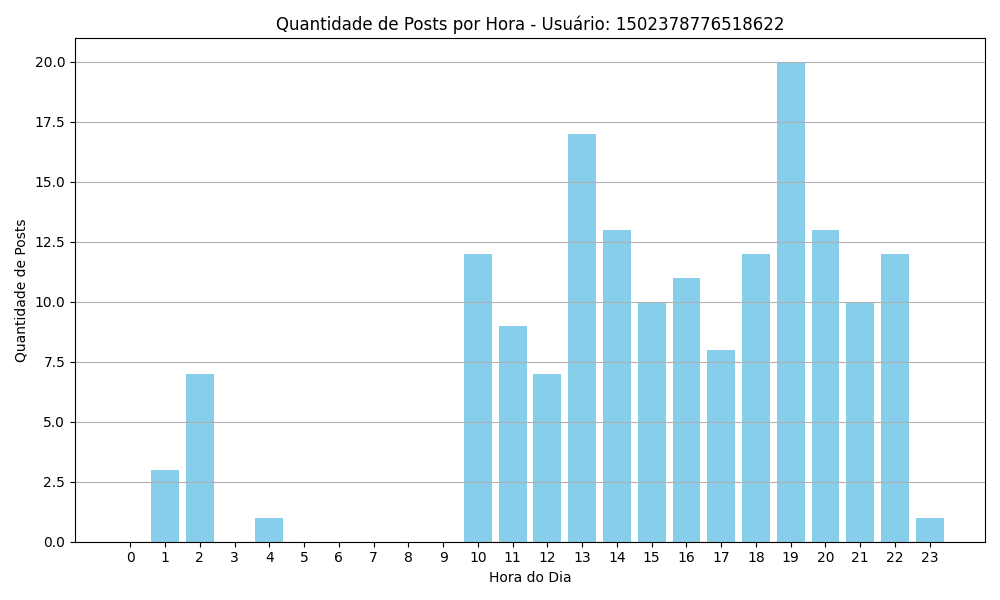 Quantidade de Posts por Hora - Usuário: 1502378776518622
Quantidade de Posts
20.0
17.5
15.0
12.5
10.0
7.5
5.0
2.5
0.0
0 1 2 3 4 5 6 7 8 9 10 11 12 13 14 15 16 17 18 19 20 21 22 23
Hora do Dia